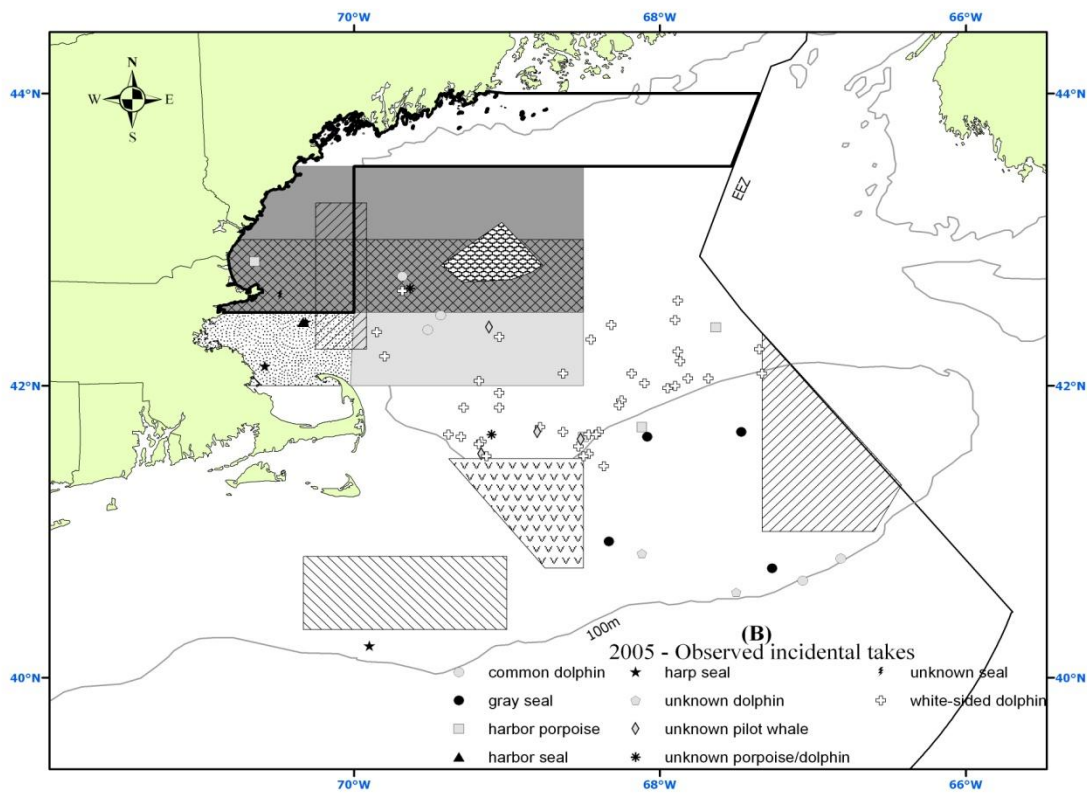 70°W 68°W 66°W
N
W E
S
44°N 44°N
EEZ
42°N 42°N
100m
(B)
2005 - Observed incidental takes
40°N 40°N
common dolphin harp seal unknown seal
gray seal unknown dolphin white-sided dolphin
harbor porpoise unknown pilot whale
harbor seal unknown porpoise/dolphin
70°W 68°W 66°W